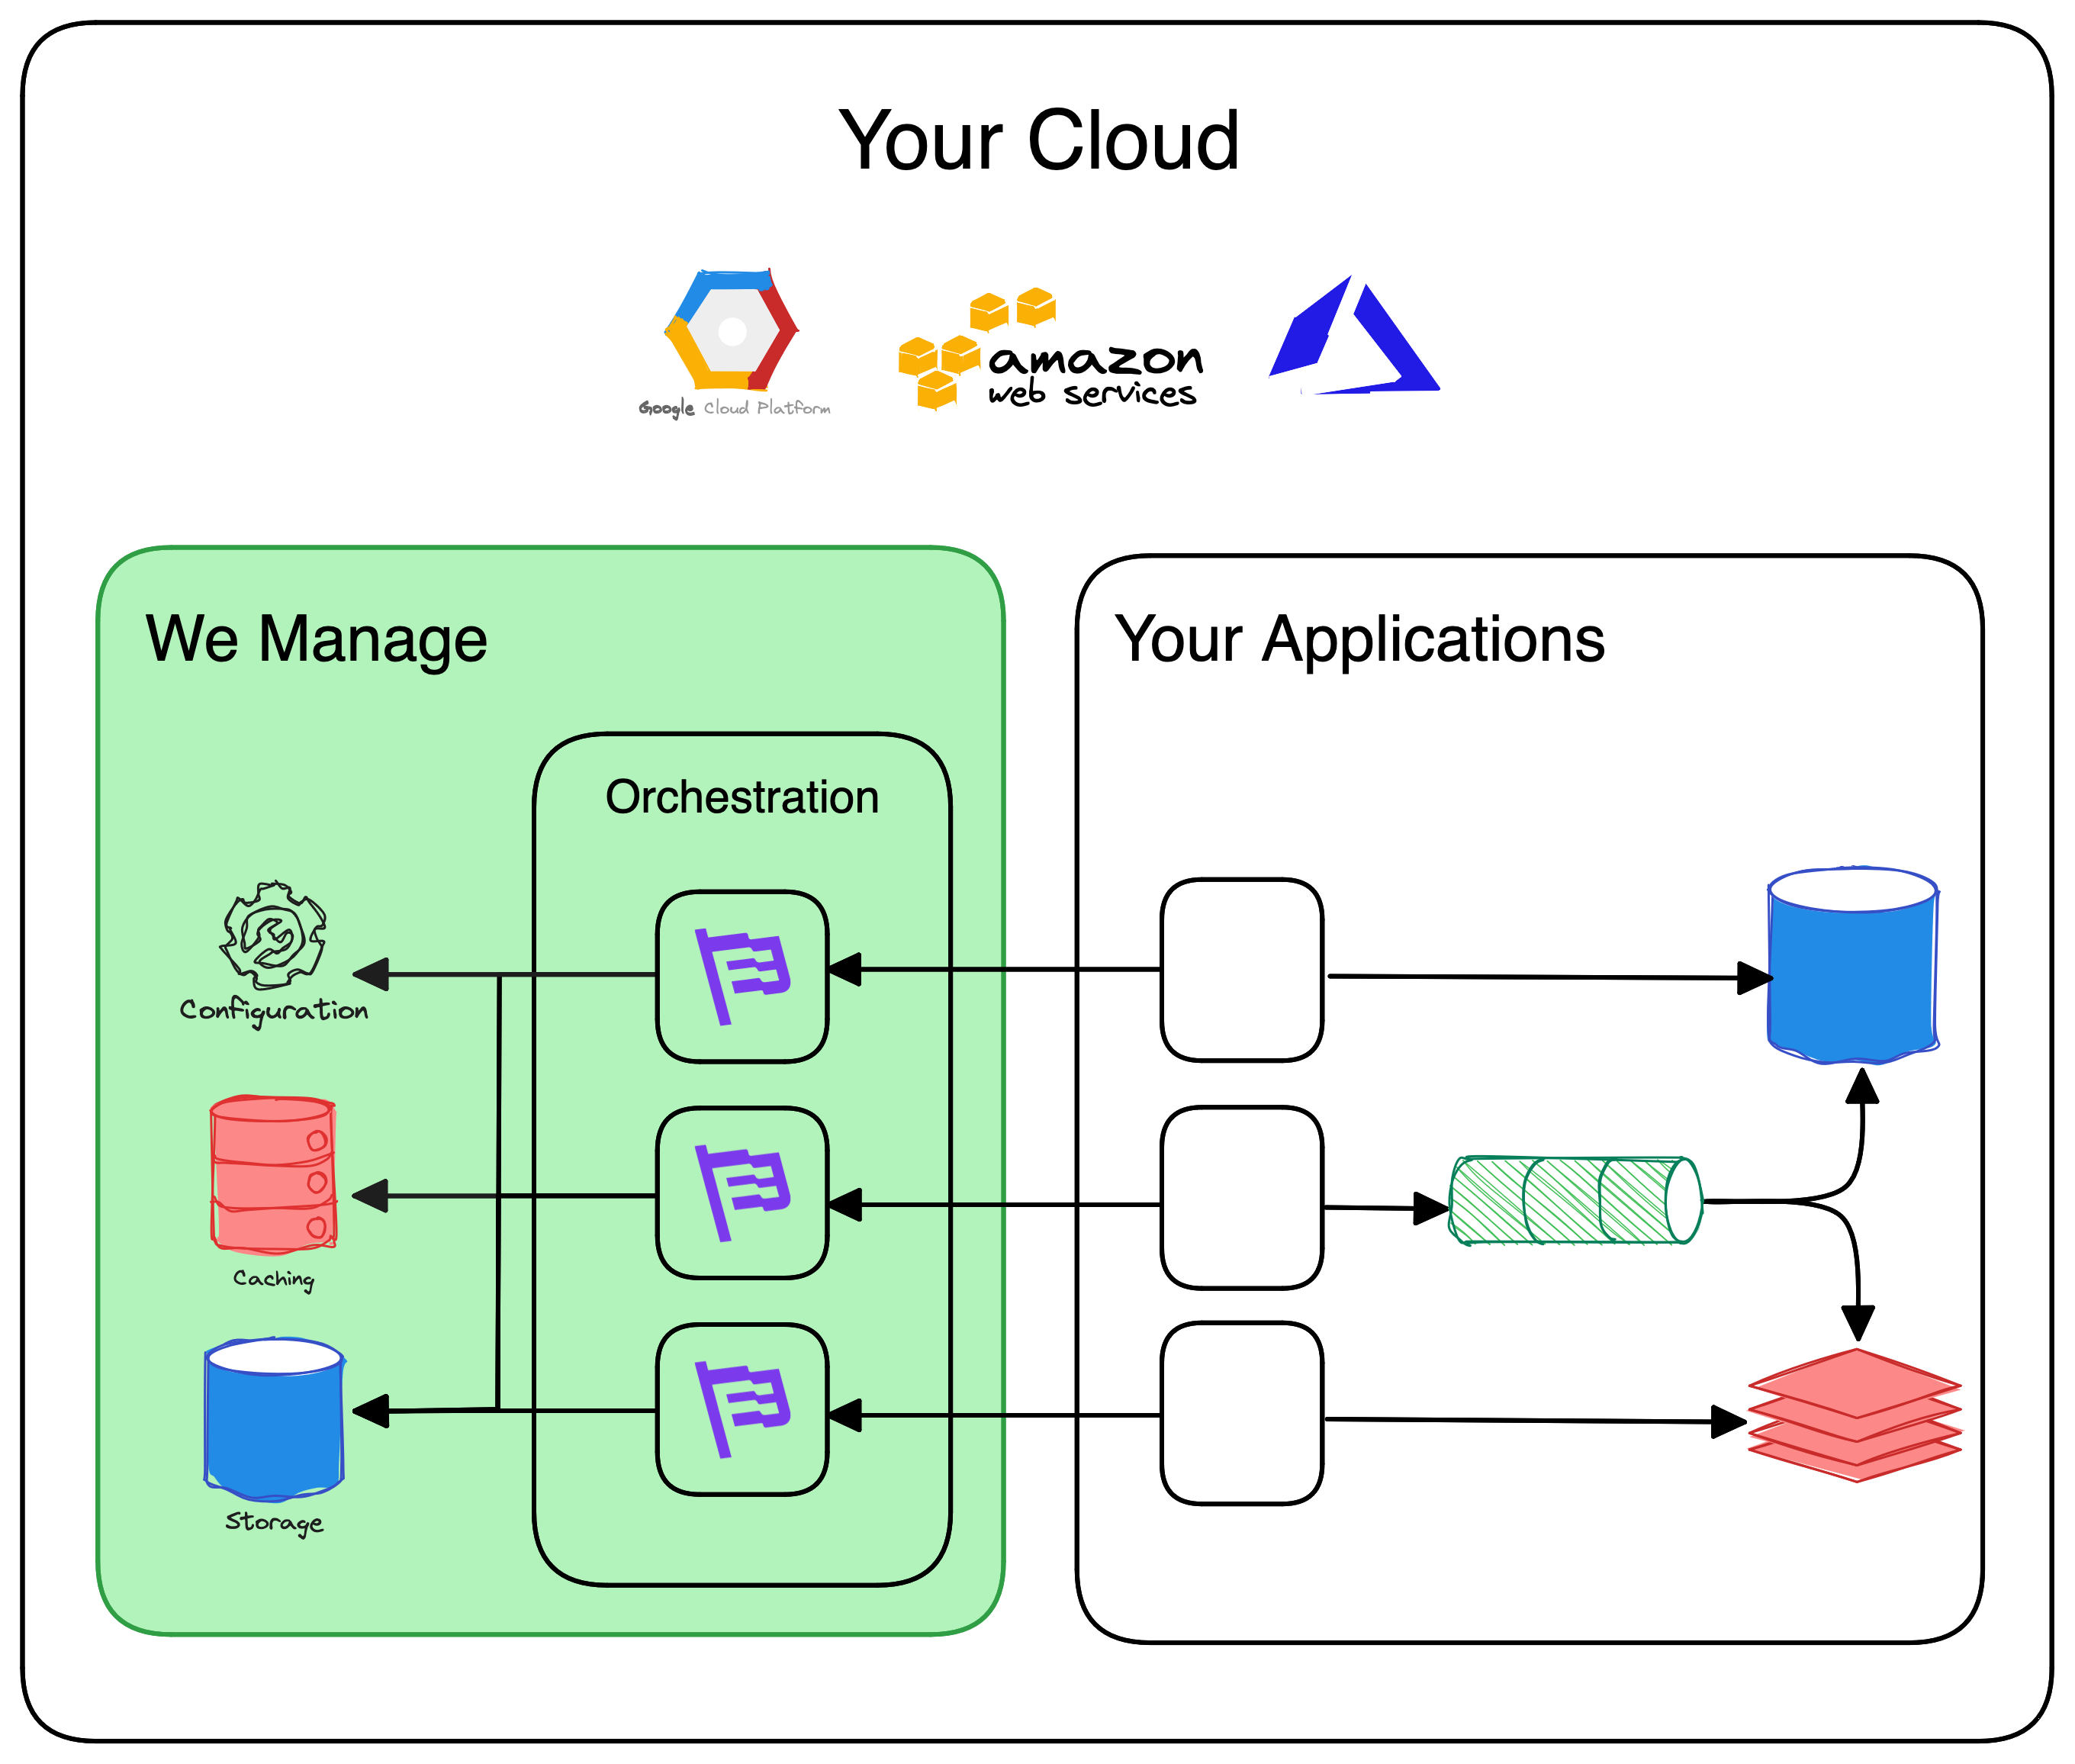 Your Cloud
Google Cloud Platform
amazon
web services
We Manage
Your Applications
Orchestration
Configuration
Caching
Storage